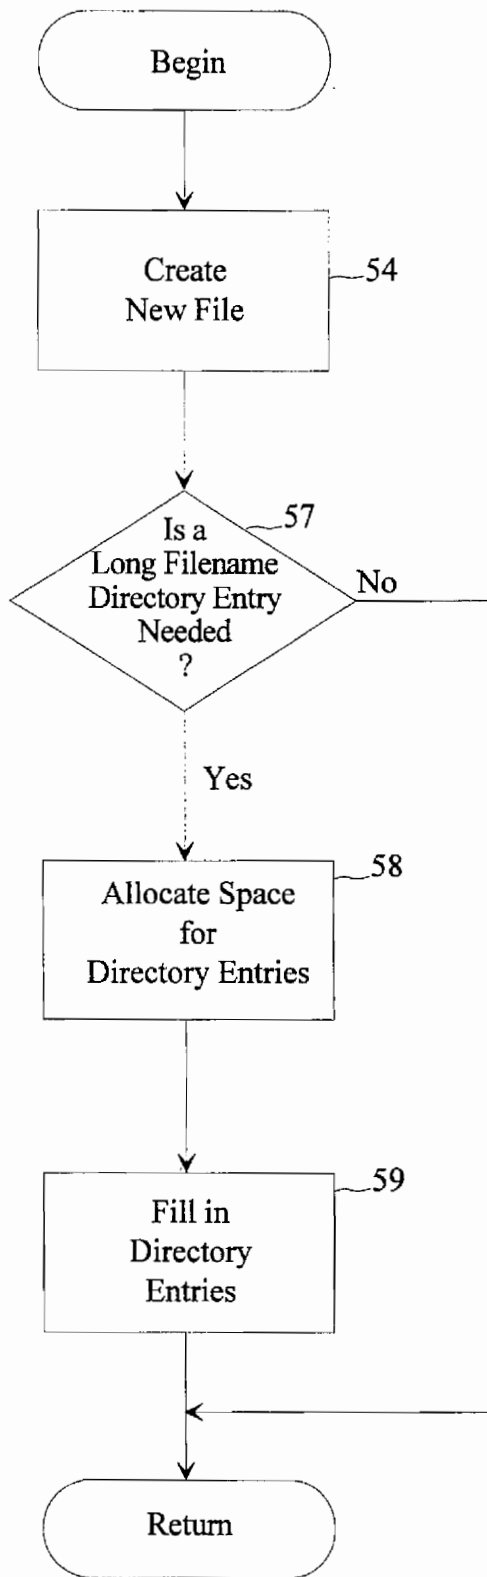 Begin
Create
New File
54
57
Is a
Long Filename
Directory Entry
Needed
?
No
Yes
58
Allocate Space
for
Directory Entries
59
Fill in
Directory
Entries
Return